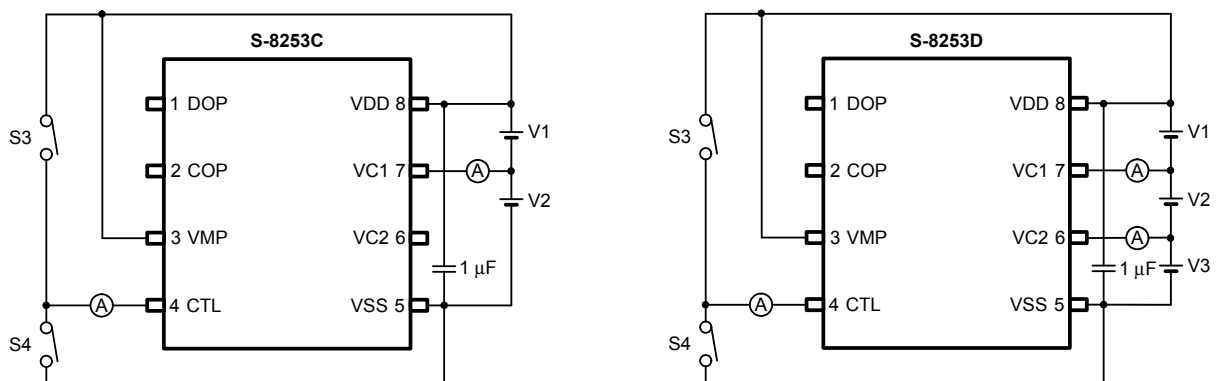 S-8253C
1 DOP
VDD 8
S3
V1
2 COP
VC1 7
A
V2
3 VMP
VC2 6
1 μF
A
4 CTL
VSS 5
S4
S-8253D
1 DOP
VDD 8
S3
V1
2 COP
VC1 7
A
V2
3 VMP
VC2 6
A
1 μF
V3
A
4 CTL
VSS 5
S4